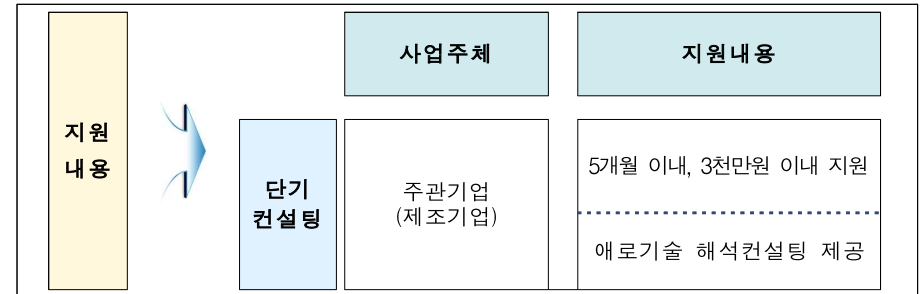 사업주체
지원내용
지원
내용
단기
컨설팅
주관기업
(제조기업)
5개월 이내, 3천만원 이내 지원
애로기술 해석컨설팅 제공